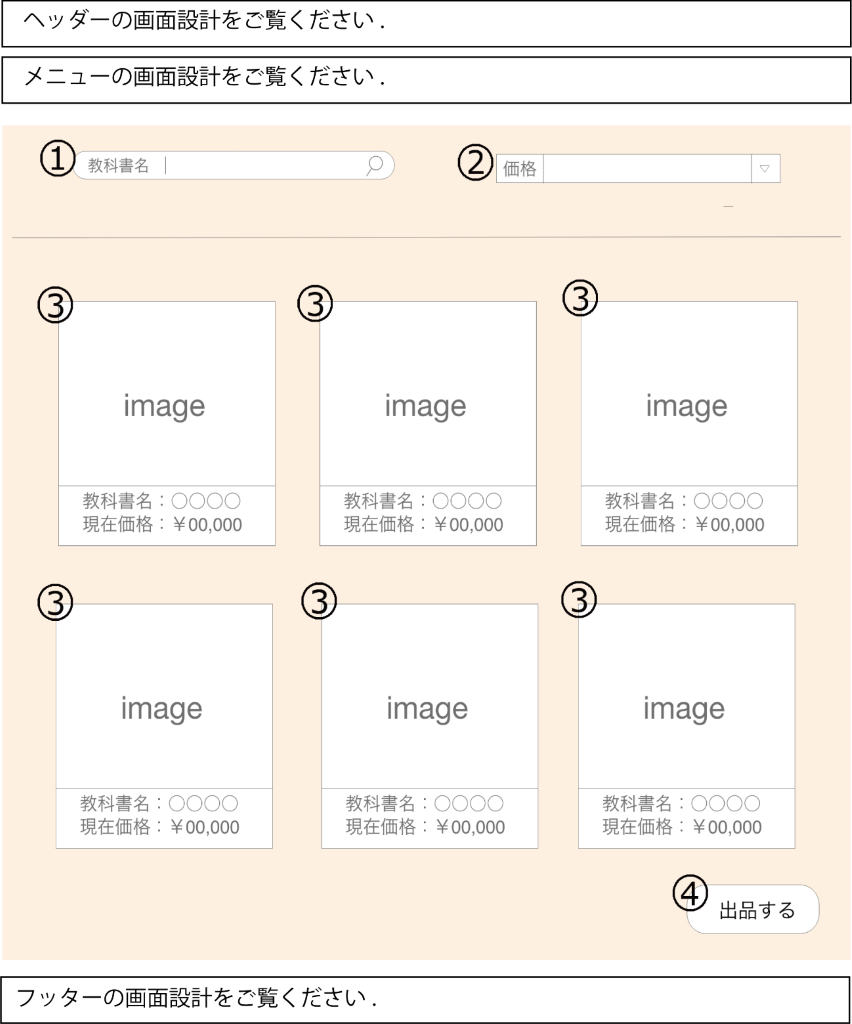 ヘッダーの画面設計をご覧ください.
メニューの画面設計をご覧ください.
① 教科書名 ② 価格 ▽
③ ③ ③
image image image
教科書名：○○○○ 教科書名：○○○○ 教科書名：○○○○
現在価格：￥00,000 現在価格：￥00,000 現在価格：￥00,000
③ ③ ③
image image image
教科書名：○○○○ 教科書名：○○○○ 教科書名：○○○○
現在価格：￥00,000 現在価格：￥00,000 現在価格：￥00,000
④ 出品する
フッターの画面設計をご覧ください.